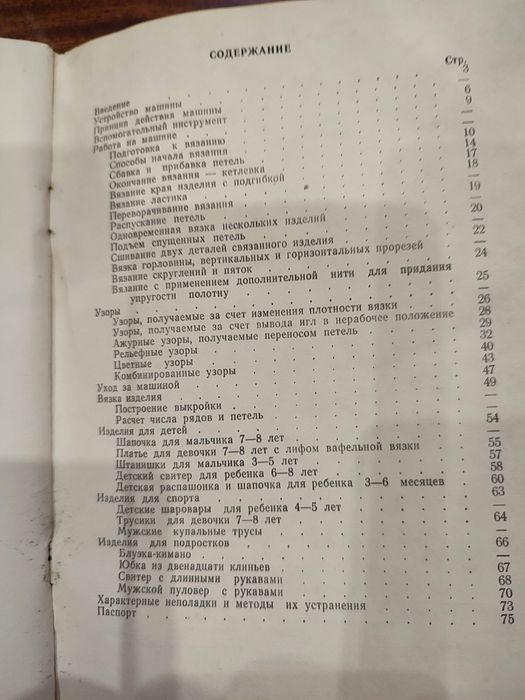 СОДЕРЖАНИЕ
Стр.
Введение . . . 3
Устройство машины . . . —
Принцип действия машины . . . 6
Вспомогательный инструмент . . . 9
Работа на машине . . . —
Подготовка к вязанию . . . —
Способы начала вязания . . . 10
Сбавка и прибавка петель . . . 14
Окончание вязания — кетлевка . . . 17
Вязание края изделия с подгибкой . . . 18
Вязание ластика . . . —
Переворачивание вязания . . . 19
Распускание петель . . . —
Одновременная вязка нескольких изделий . . . 20
Подъем спущенных петель . . . —
Сшивание двух деталей связанного изделия . . . 22
Вязка горловины, вертикальных и горизонтальных прорезей . . . —
Вязание скруглений и пяток . . . 24
Вязание с применением дополнительной нити для придания
упругости полотну . . . 25
Узоры . . . —
Узоры, получаемые за счет изменения плотности вязки . . . 26
Узоры, получаемые за счет вывода игл в нерабочее положение 28
Ажурные узоры, получаемые переносом петель . . . 29
Рельефные узоры . . . 32
Цветные узоры . . . 40
Комбинированные узоры . . . 43
Уход за машиной . . . 47
Вязка изделия . . . 49
Построение выкройки . . . —
Расчет числа рядов и петель . . . —
Изделия для детей . . . 54
Шапочка для мальчика 7—8 лет . . . —
Платье для девочки 7—8 лет с лифом вафельной вязки . 55
Штанишки для мальчика 3—5 лет . . . 57
Детский свитер для ребенка 6—8 лет . . . 58
Детская распашонка и шапочка для ребенка 3—6 месяцев 60
Изделия для спорта . . . 63
Детские шаровары для ребенка 4—5 лет . . . —
Трусики для девочки 7—8 лет . . . 64
Мужские купальные трусы . . . —
Изделия для подростков . . . 66
Блузка-кимано . . . —
Юбка из двенадцати клиньев . . . 67
Свитер с длинными рукавами . . . 68
Мужской пуловер с рукавами . . . 70
Характерные неполадки и методы их устранения . . . 73
Паспорт . . . 75